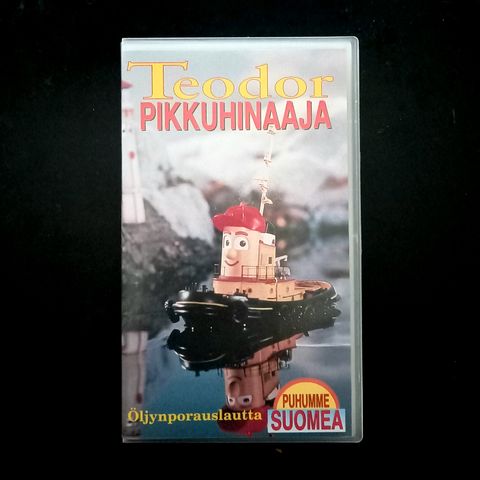 Teodor
PIKKUHINAAJA
Öljynporauslautta
PUHUMME
SUOMEA